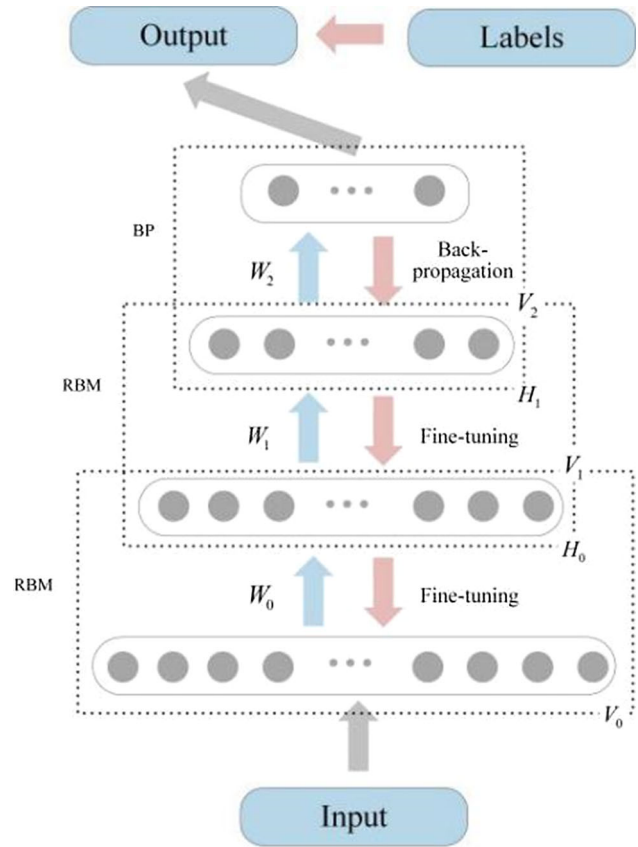 Output
Labels
BP
W2
Back-
propagation
V2
RBM
H1
W1
Fine-tuning
V1
H0
RBM
W0
Fine-tuning
V0
Input